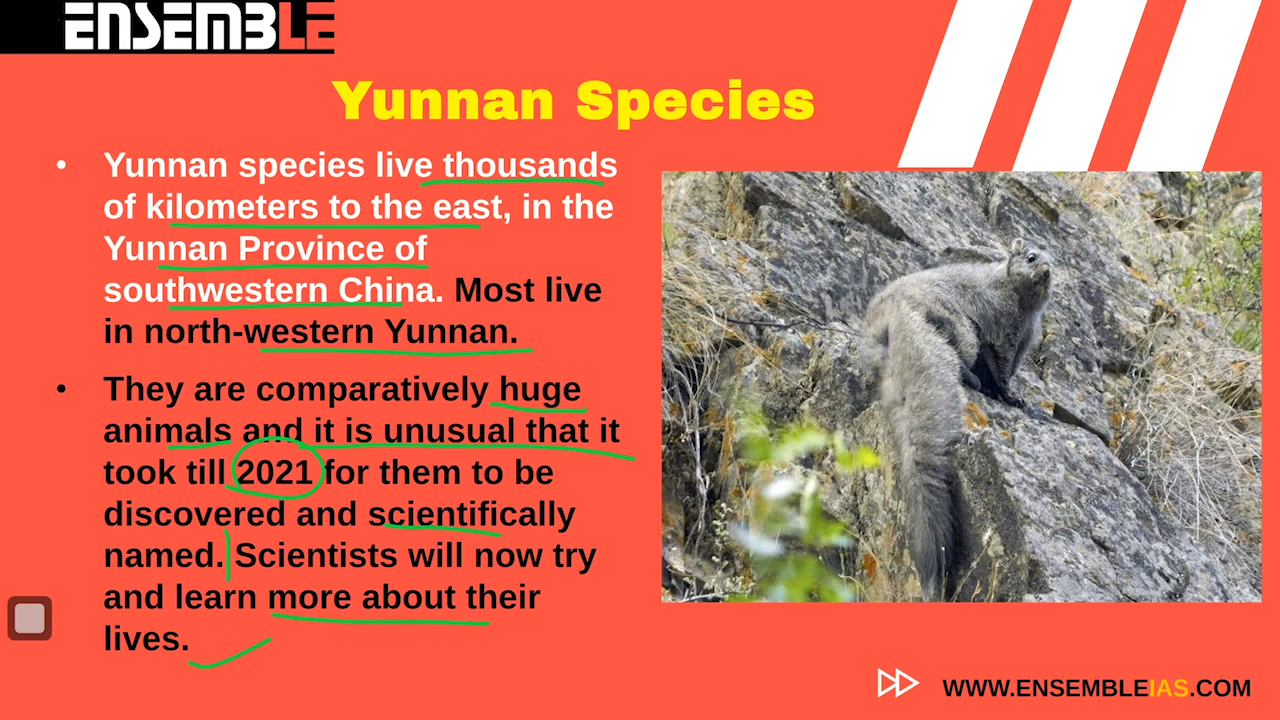 ENSEMBLE
Yunnan Species
• Yunnan species live thousands
of kilometers to the east, in the
Yunnan Province of
southwestern China. Most live
in north-western Yunnan.
• They are comparatively huge
animals and it is unusual that it
took till 2021 for them to be
discovered and scientifically
named. Scientists will now try
and learn more about their
lives.
WWW.ENSEMBLEIAS.COM